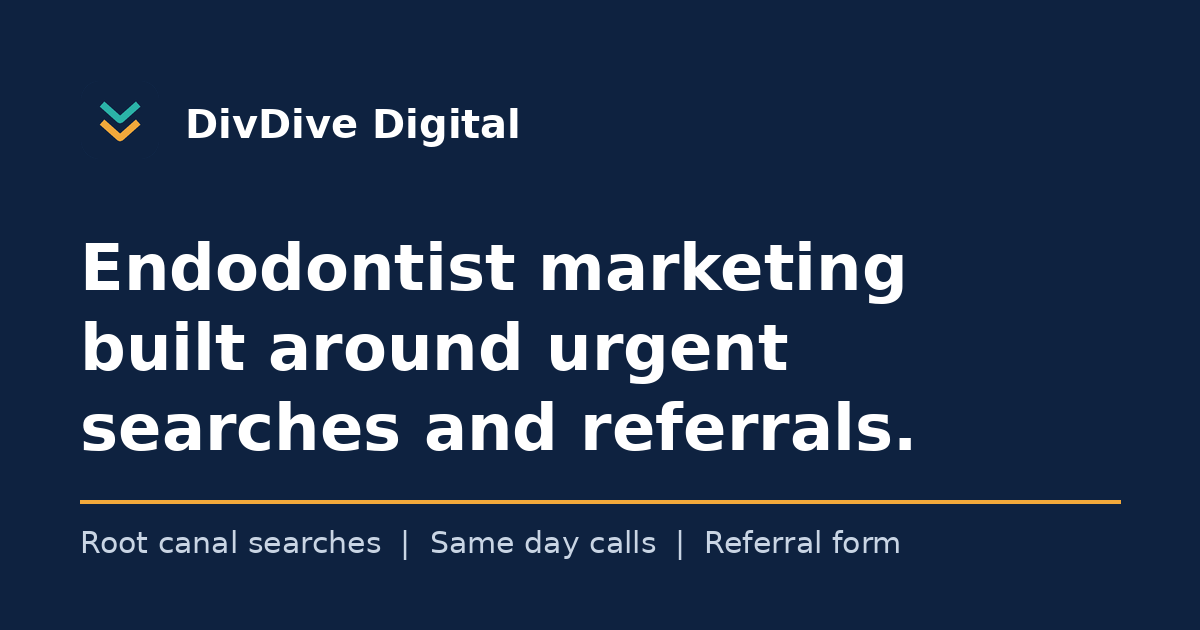 DivDive Digital
Endodontist marketing
built around urgent
searches and referrals.
Root canal searches | Same day calls | Referral form